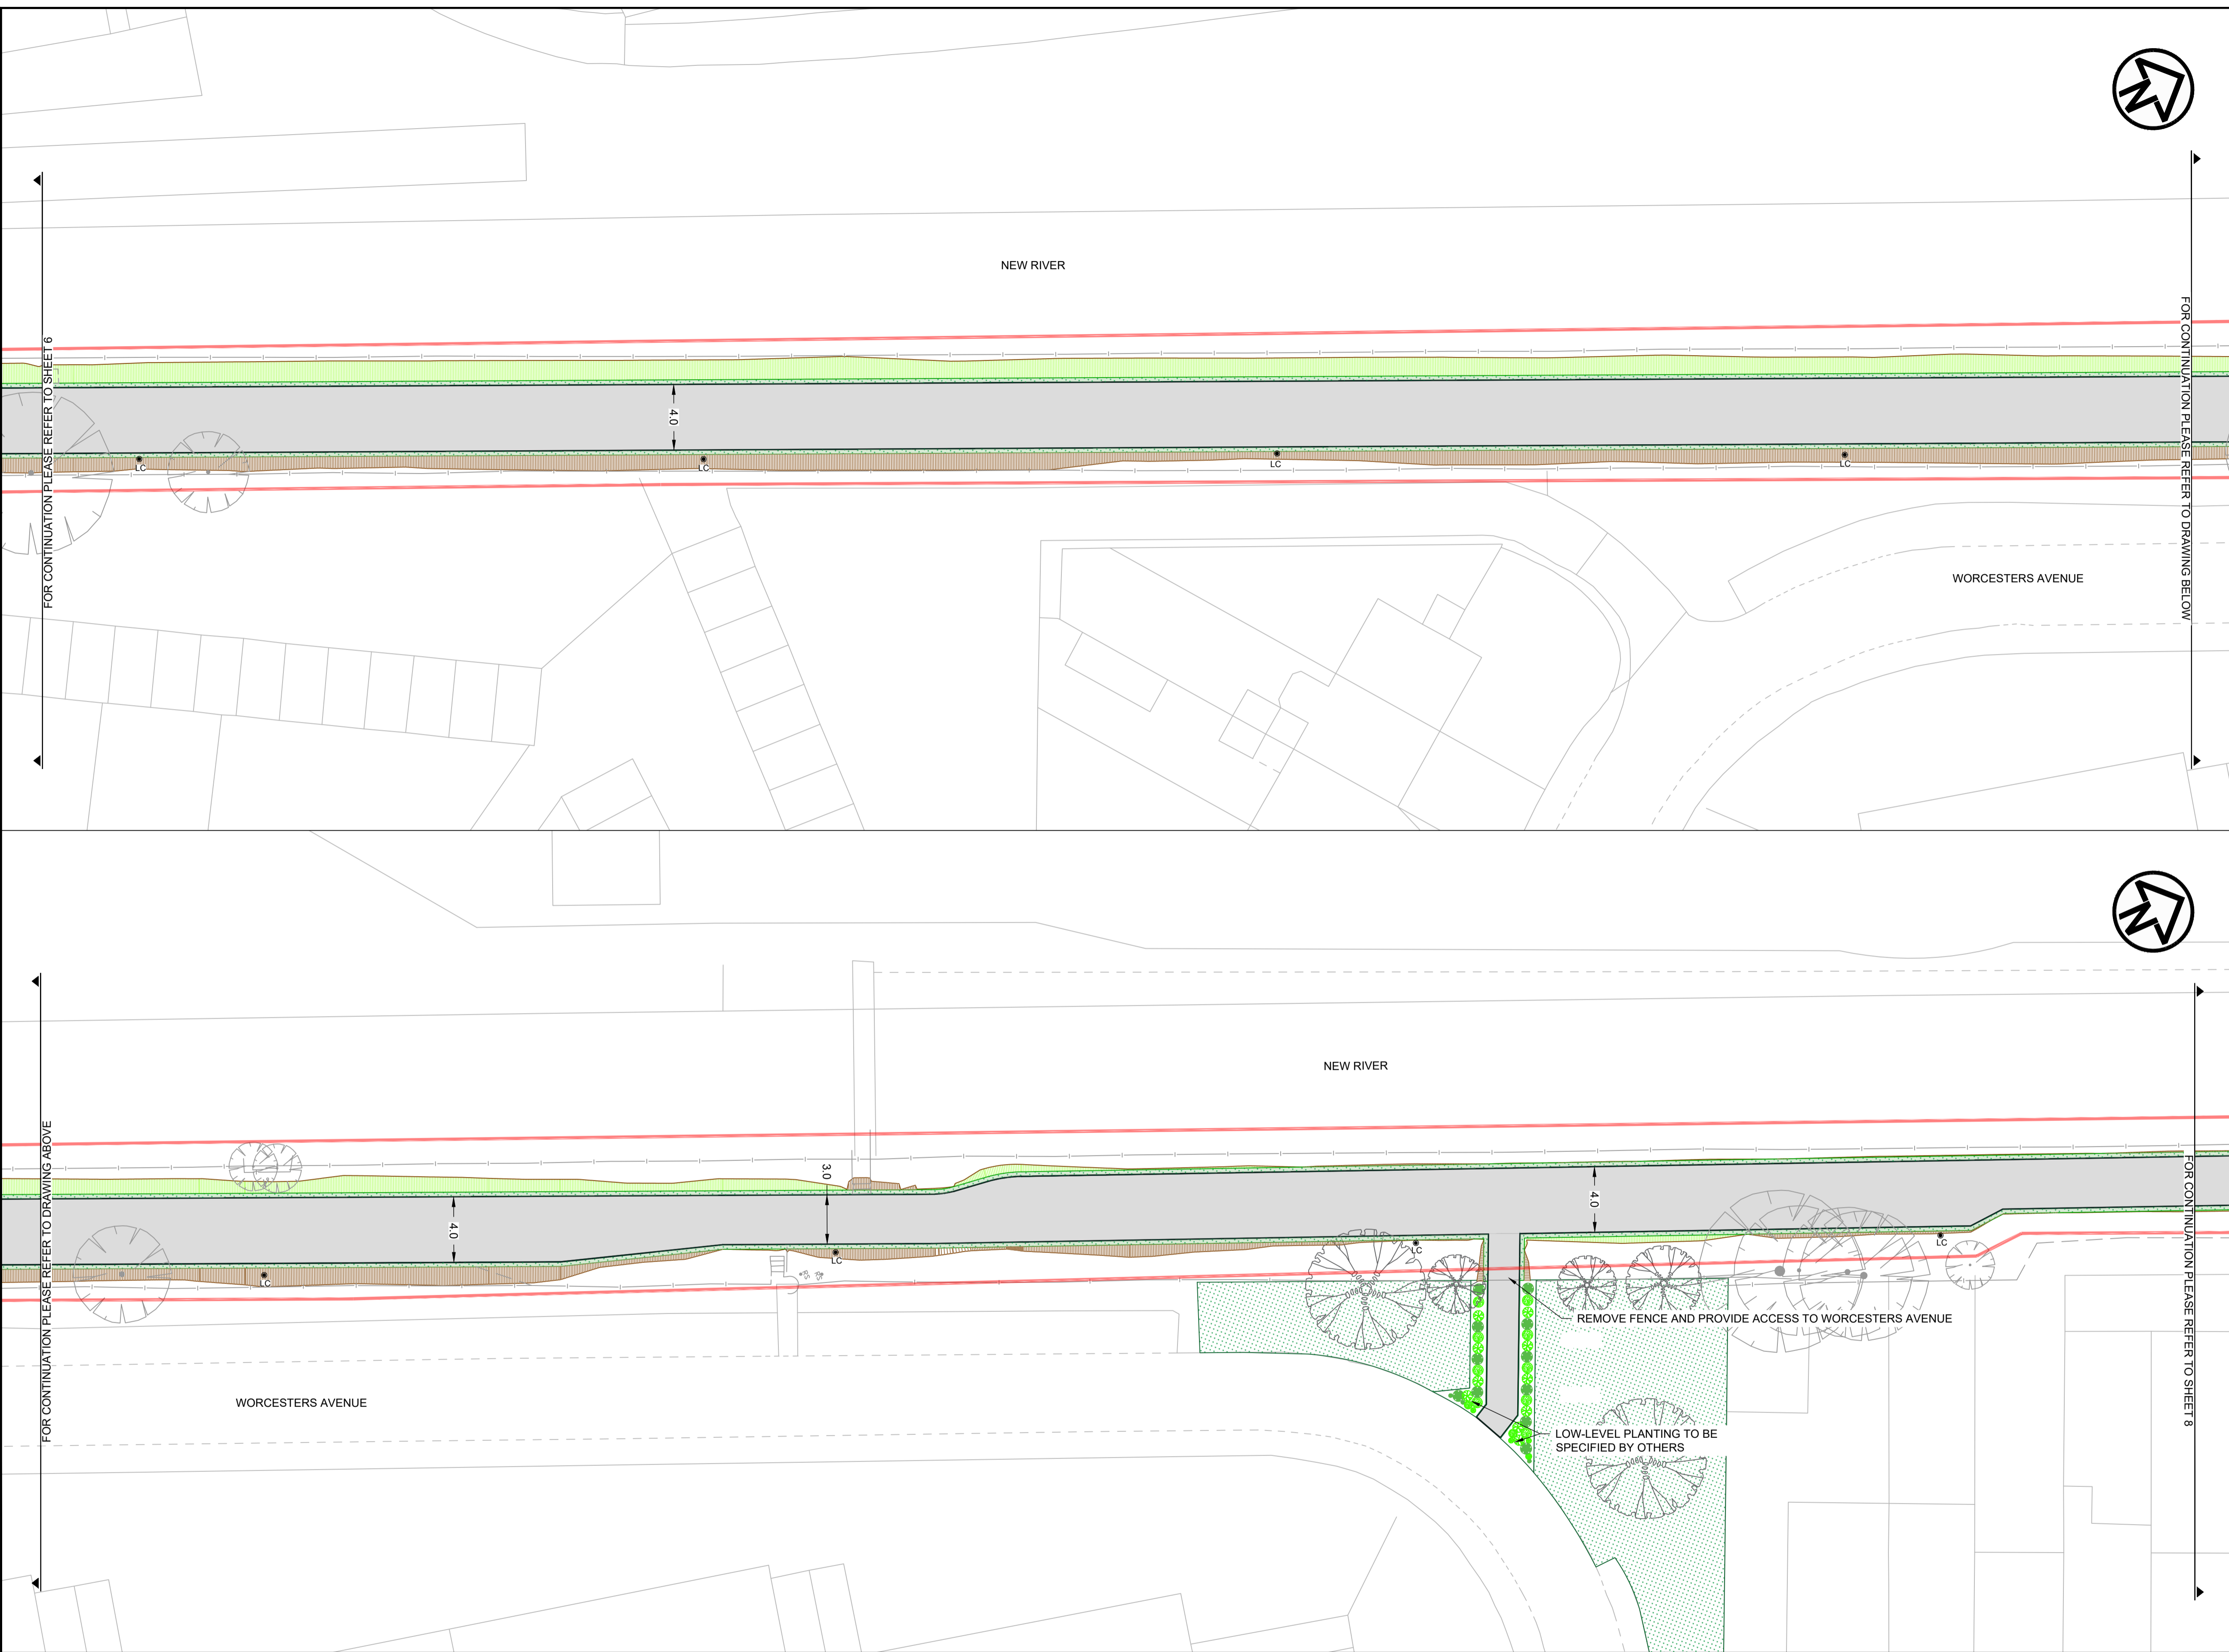 N
NEW RIVER
FOR CONTINUATION PLEASE REFER TO SHEET 6
FOR CONTINUATION PLEASE REFER TO DRAWING BELOW
4.0
LC
LC
LC
LC
WORCESTERS AVENUE
N
NEW RIVER
FOR CONTINUATION PLEASE REFER TO DRAWING ABOVE
FOR CONTINUATION PLEASE REFER TO SHEET 8
3.0
4.0
4.0
LC
LC
LC
LC
RS
RS
REMOVE FENCE AND PROVIDE ACCESS TO WORCESTERS AVENUE
WORCESTERS AVENUE
LOW-LEVEL PLANTING TO BE
SPECIFIED BY OTHERS